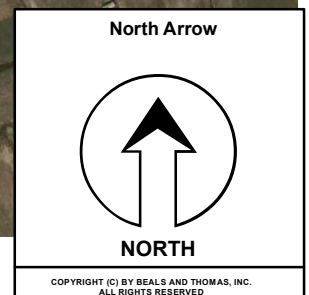 North Arrow
NORTH
COPYRIGHT (C) BY BEALS AND THOMAS, INC.
ALL RIGHTS RESERVED